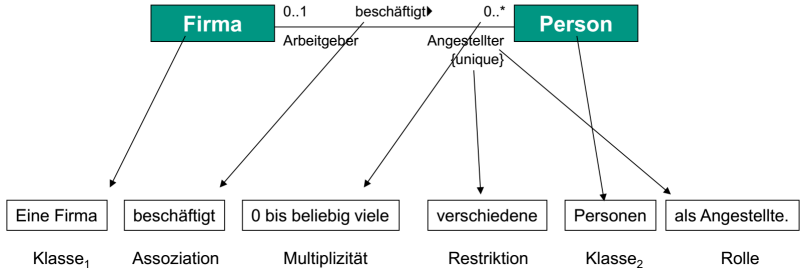 0..1 beschäftigt 0..*
Firma Person
Arbeitgeber Angestellter
{unique}
Eine Firma beschäftigt 0 bis beliebig viele verschiedene Personen als Angestellte.
Klasse₁ Assoziation Multiplizität Restriktion Klasse₂ Rolle